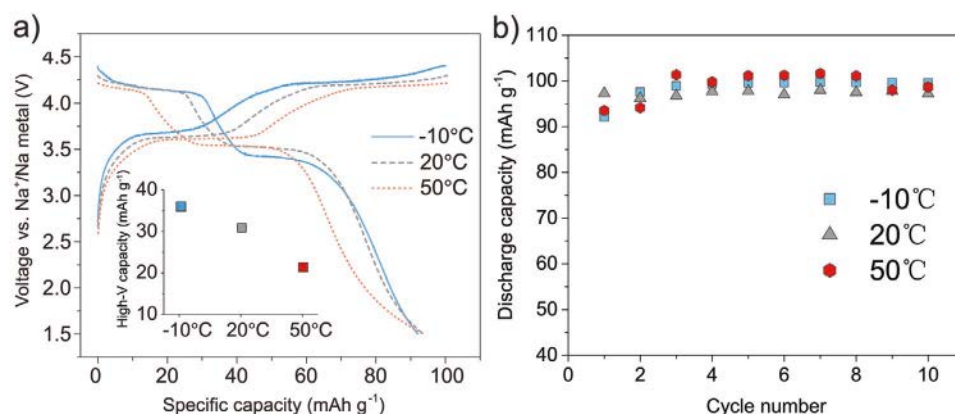 a)
Voltage vs. Na⁺/Na metal (V)
4.5
4.0
3.5
3.0
2.5
2.0
1.5
0
20
40
60
80
100
Specific capacity (mAh g⁻¹)
-10°C
20°C
50°C
High-V capacity (mAh g⁻¹)
40
30
20
10
-10°C
20°C
50°C
b)
Discharge capacity (mAh g⁻¹)
110
100
90
80
70
60
50
40
0
2
4
6
8
10
Cycle number
-10℃
20℃
50℃